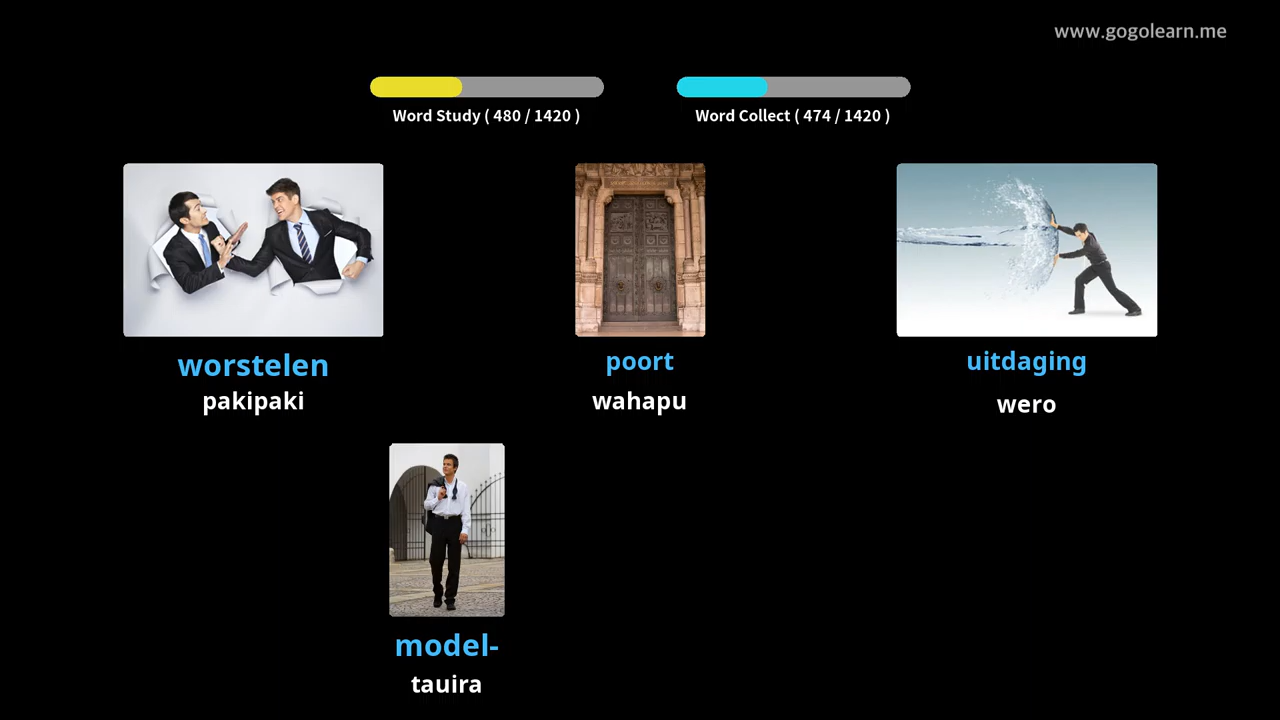 www.gogolearn.me
Word Study ( 480 / 1420 )
Word Collect ( 474 / 1420 )
worstelen
pakipaki
poort
wahapu
uitdaging
wero
model-
tauira